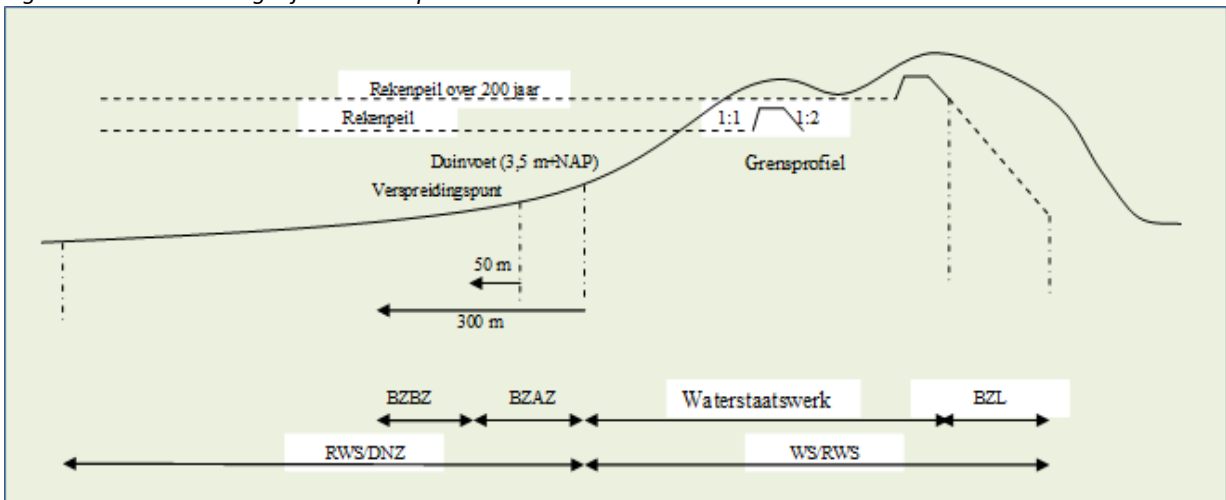 Rekenpeil over 200 jaar
Rekenpeil
1:1
1:2
Duinvoet (3,5 m+NAP)
Grensprofiel
Verspreidingspunt
50 m
300 m
BZBZ
BZAZ
Waterstaatswerk
BZL
RWS/DNZ
WS/RWS